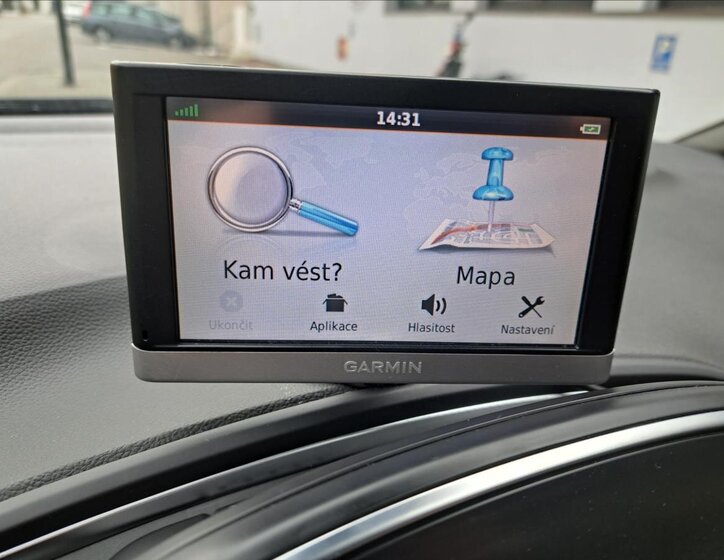 14:31
Kam vést?
Mapa
Ukončit
Aplikace
Hlasitost
Nastavení
GARMIN